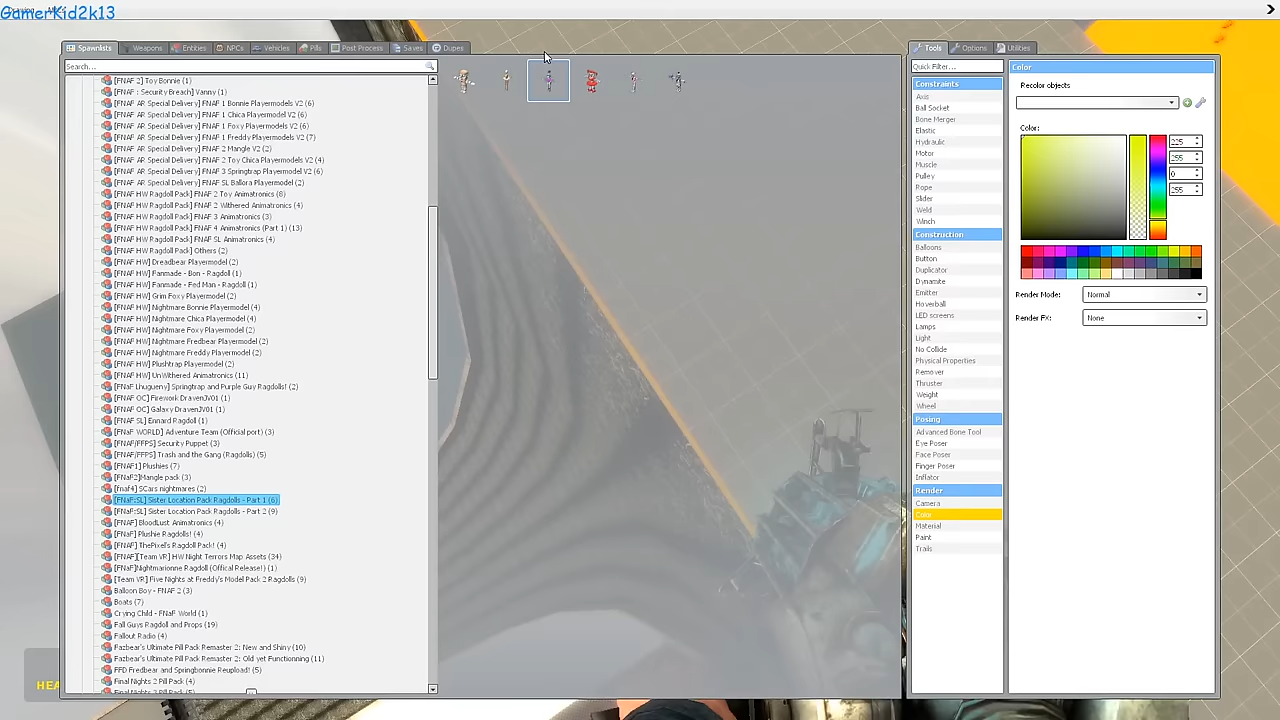 GamerKid2k13
Spawnlists
Weapons
Entities
NPCs
Vehicles
Pills
Post Process
Saves
Dupes
Search...
[FNAF 2] Toy Bonnie (1)
[FNAF : Security Breach] Vanny (1)
[FNAF AR Special Delivery] FNAF 1 Bonnie Playermodels V2 (6)
[FNAF AR Special Delivery] FNAF 1 Chica Playermodels V2 (6)
[FNAF AR Special Delivery] FNAF 1 Foxy Playermodels V2 (6)
[FNAF AR Special Delivery] FNAF 1 Freddy Playermodels V2 (7)
[FNAF AR Special Delivery] FNAF 2 Mangle V2 (2)
[FNAF AR Special Delivery] FNAF 2 Toy Chica Playermodels V2 (4)
[FNAF AR Special Delivery] FNAF 3 Springtrap Playermodels V2 (6)
[FNAF AR Special Delivery] FNAF SL Ballora Playermodels (2)
[FNAF HW Ragdoll Pack] FNAF 2 Toy Animatronics (8)
[FNAF HW Ragdoll Pack] FNAF 2 Withered Animatronics (4)
[FNAF HW Ragdoll Pack] FNAF 3 Animatronics (3)
[FNAF HW Ragdoll Pack] FNAF 4 Animatronics (Part 1) (13)
[FNAF HW Ragdoll Pack] FNAF SL Animatronics (4)
[FNAF HW Ragdoll Pack] Others (2)
[FNAF HW] Dreadbear Playermodel (2)
[FNAF HW] Fanmade - Bon - Ragdoll (1)
[FNAF HW] Fanmade - Fed Man - Ragdoll (1)
[FNAF HW] Grim Foxy Playermodel (2)
[FNAF HW] Nightmare Bonnie Playermodel (4)
[FNAF HW] Nightmare Chica Playermodel (4)
[FNAF HW] Nightmare Foxy Playermodel (2)
[FNAF HW] Nightmare Fredbear Playermodel (2)
[FNAF HW] Nightmare Freddy Playermodel (2)
[FNAF HW] Plushtrap Playermodel (2)
[FNAF HW] UnWithered Animatronics (11)
[FNaF Lhugueny] Springtrap and Purple Guy Ragdolls! (2)
[FNAF OC] Firework DravenJV01 (1)
[FNAF OC] Galaxy DravenJV01 (1)
[FNAF SL] Ennard Ragdoll (1)
[FNaF WORLD] Adventure Team (Nobal port) (3)
[FNAF/FFPS] Security Puppet (3)
[FNAF/FFPS] Trash and the Gang (Ragdolls) (5)
[FNAF1] Plushies (7)
[FNaF2]Mangle pack (3)
[fnaf4] SCars nightmares (2)
[FNaF:SL] Sister Location Pack Ragdolls - Part 1 (6)
[FNaF:SL] Sister Location Pack Ragdolls - Part 2 (9)
[FNAF] BloodLust Animatronics (4)
[FNaF] Plushie Ragdolls! (4)
[FNAF] ThePixel's Ragdoll Pack! (4)
[FNAF][Team VR] HW Night Terrors Map Assets (34)
[FNAF]Nightmarionne Ragdoll (Offical Release!) (1)
[Team VR] Five Nights at Freddy's Model Pack 2 Ragdolls (9)
Balloon Boy - FNAF 2 (3)
Boats (7)
Crying Child - FNaF World (1)
Fall Guys Ragdoll and Props (19)
Fallout Radio (4)
Fazbear's Ultimate Pill Pack Remaster 2: New and Shiny (10)
Fazbear's Ultimate Pill Pack Remaster 2: Old yet Functionning (11)
FFD Fredbear and Springbonnie Reupload! (5)
Final Nights 2 Pill Pack (4)
Final Nights 3 Pill Pack (5)
HEA
Tools
Options
Utilities
Quick Filter...
Constraints
Axis
Ball Socket
Bone Merger
Elastic
Hydraulic
Motor
Muscle
Pulley
Rope
Slider
Weld
Winch
Construction
Balloons
Button
Duplicator
Dynamite
Emitter
Hoverball
LED screens
Lamps
Light
No Collide
Physical Properties
Remover
Thruster
Weight
Wheel
Posing
Advanced Bone Tool
Eye Poser
Face Poser
Finger Poser
Inflator
Render
Camera
Color
Material
Paint
Trails
Color
Recolor objects
Color:
225
255
0
255
Render Mode:
Normal
Render FX:
None